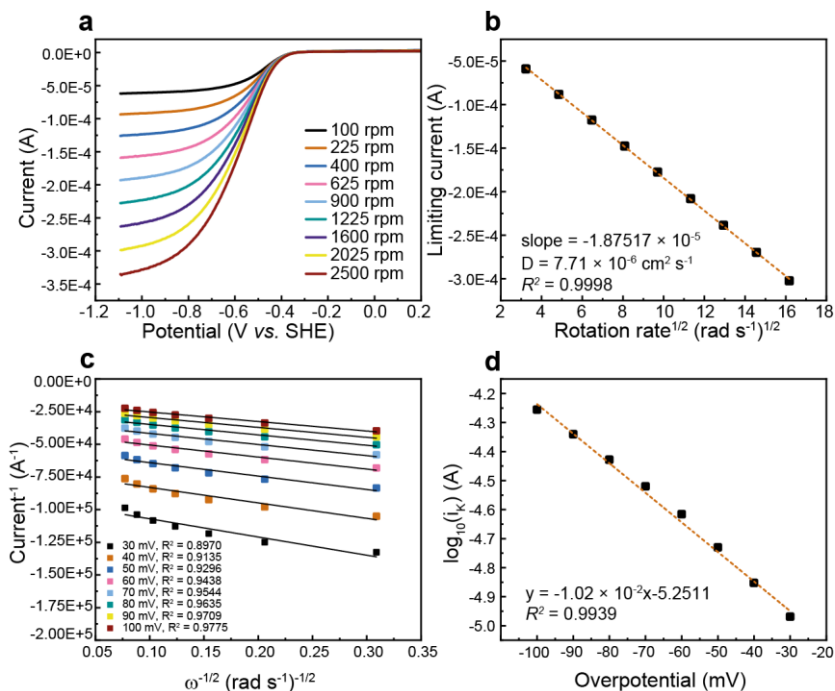 a
0.00E+0
-5.0E-5
-1.0E-4
-1.5E-4
-2.0E-4
-2.5E-4
-3.0E-4
-3.5E-4
Current (A)
100 rpm
225 rpm
400 rpm
625 rpm
900 rpm
1225 rpm
1600 rpm
2025 rpm
2500 rpm
-1.2 -1.0 -0.8 -0.6 -0.4 -0.2 0.0 0.2
Potential (V vs. SHE)
b
-5.0E-5
-1.0E-4
-1.5E-4
-2.0E-4
-2.5E-4
-3.0E-4
Limiting current (A)
slope = -1.87517 × 10⁻⁵
D = 7.71 × 10⁻⁶ cm² s⁻¹
R² = 0.9998
2 4 6 8 10 12 14 16 18
Rotation rate¹ᐟ² (rad s⁻¹)¹ᐟ²
c
0.00E+0
-2.50E+4
-5.00E+4
-7.50E+4
-1.00E+5
-1.25E+5
-1.50E+5
-1.75E+5
-2.00E+5
Current⁻¹ (A⁻¹)
30 mV, R² = 0.8970
40 mV, R² = 0.9135
50 mV, R² = 0.9296
60 mV, R² = 0.9438
70 mV, R² = 0.9544
80 mV, R² = 0.9635
90 mV, R² = 0.9709
100 mV, R² = 0.9775
0.05 0.10 0.15 0.20 0.25 0.30 0.35
ω⁻¹ᐟ² (rad s⁻¹)⁻¹ᐟ²
d
-4.2
-4.3
-4.4
-4.5
-4.6
-4.7
-4.8
-4.9
-5.0
log₁₀(iₖ) (A)
y = -1.02 × 10⁻²x-5.2511
R² = 0.9939
-100 -90 -80 -70 -60 -50 -40 -30 -20
Overpotential (mV)